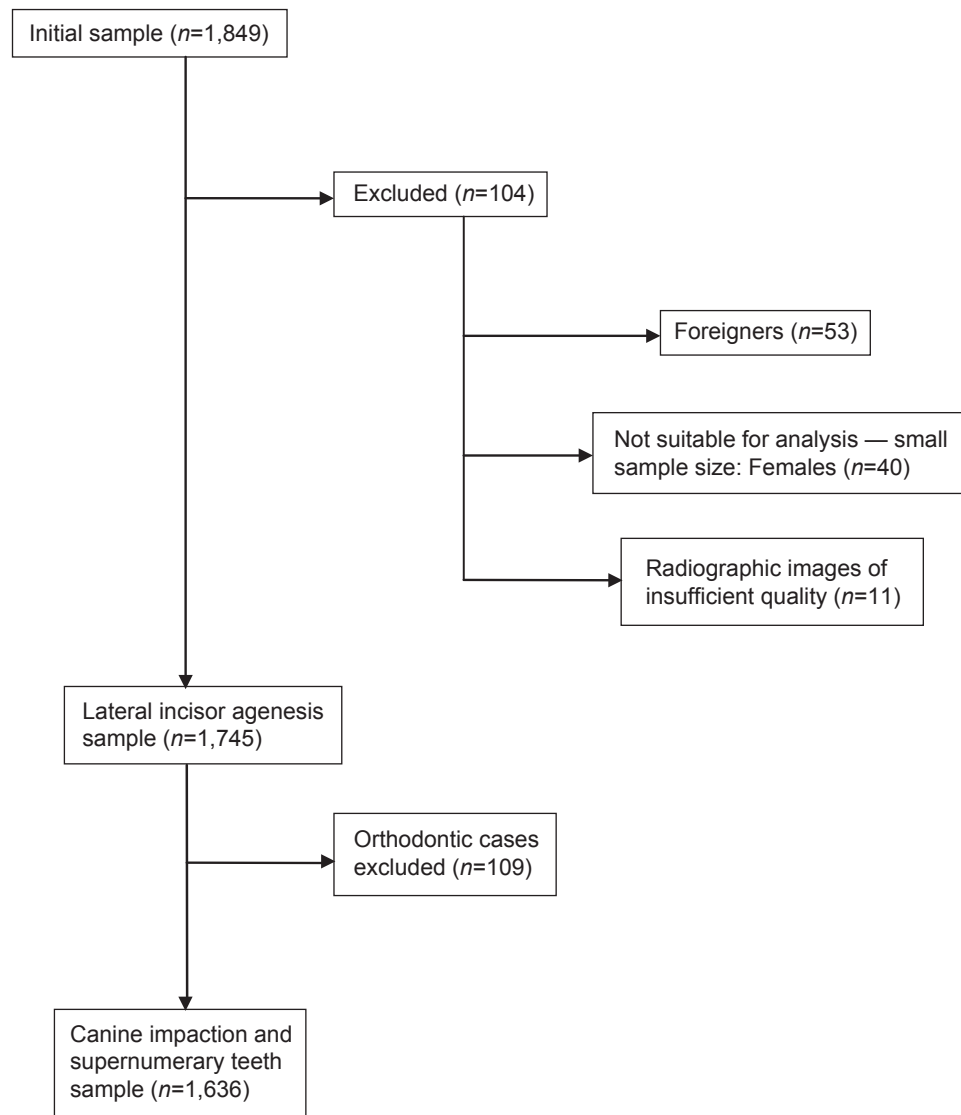 Initial sample (n=1,849)
Excluded (n=104)
Foreigners (n=53)
Not suitable for analysis — small
sample size: Females (n=40)
Radiographic images of
insufficient quality (n=11)
Lateral incisor agenesis
sample (n=1,745)
Orthodontic cases
excluded (n=109)
Canine impaction and
supernumerary teeth
sample (n=1,636)